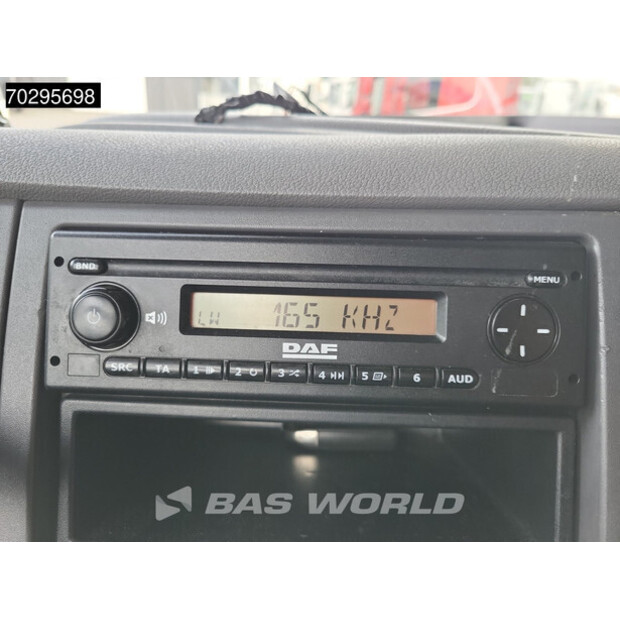 70295698
BND
MENU
LW 165 KHZ
DAF
SRC TA 1 2 3 4 5 6 AUD
BAS WORLD